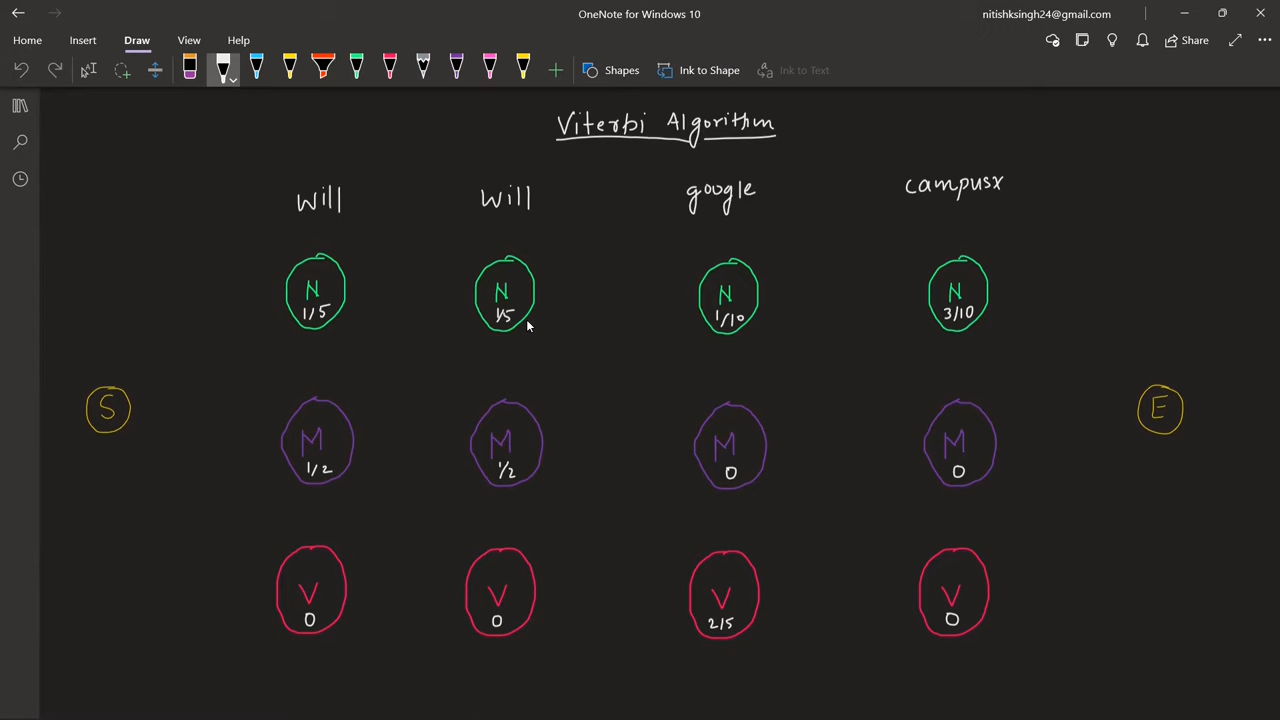 OneNote for Windows 10
nitishksingh24@gmail.com
Home Insert Draw View Help
Share
Shapes
Ink to Shape
Ink to Text
Viterbi Algorithm
will will google campusx
N N N N
1/5 1/5 1/10 3/10
S E
M M M M
1/2 1/2 0 0
V V V V
0 0 2/5 0